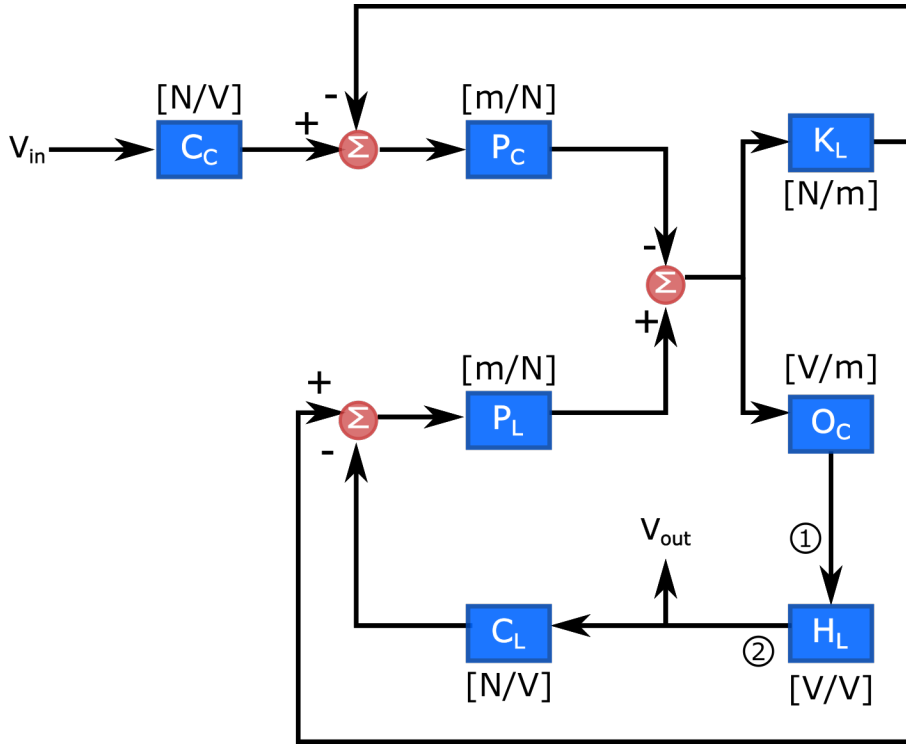 [N/V]
[m/N]
V_in
C_C
+
-
Σ
P_C
K_L
[N/m]
-
Σ
+
[m/N]
[V/m]
+
Σ
-
P_L
O_C
①
V_out
C_L
②
H_L
[N/V]
[V/V]